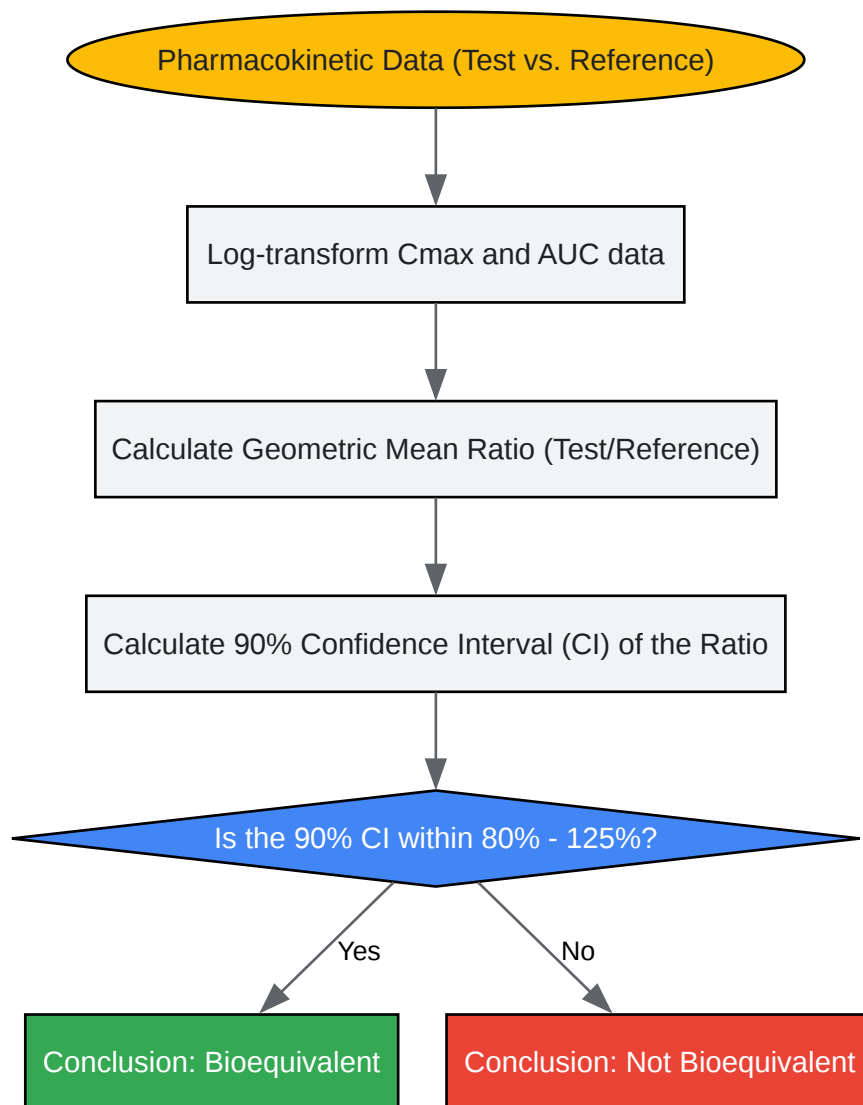 Pharmacokinetic Data (Test vs. Reference)
Log-transform Cmax and AUC data
Calculate Geometric Mean Ratio (Test/Reference)
Calculate 90% Confidence Interval (CI) of the Ratio
Is the 90% CI within 80% - 125%?
Yes
No
Conclusion: Bioequivalent
Conclusion: Not Bioequivalent